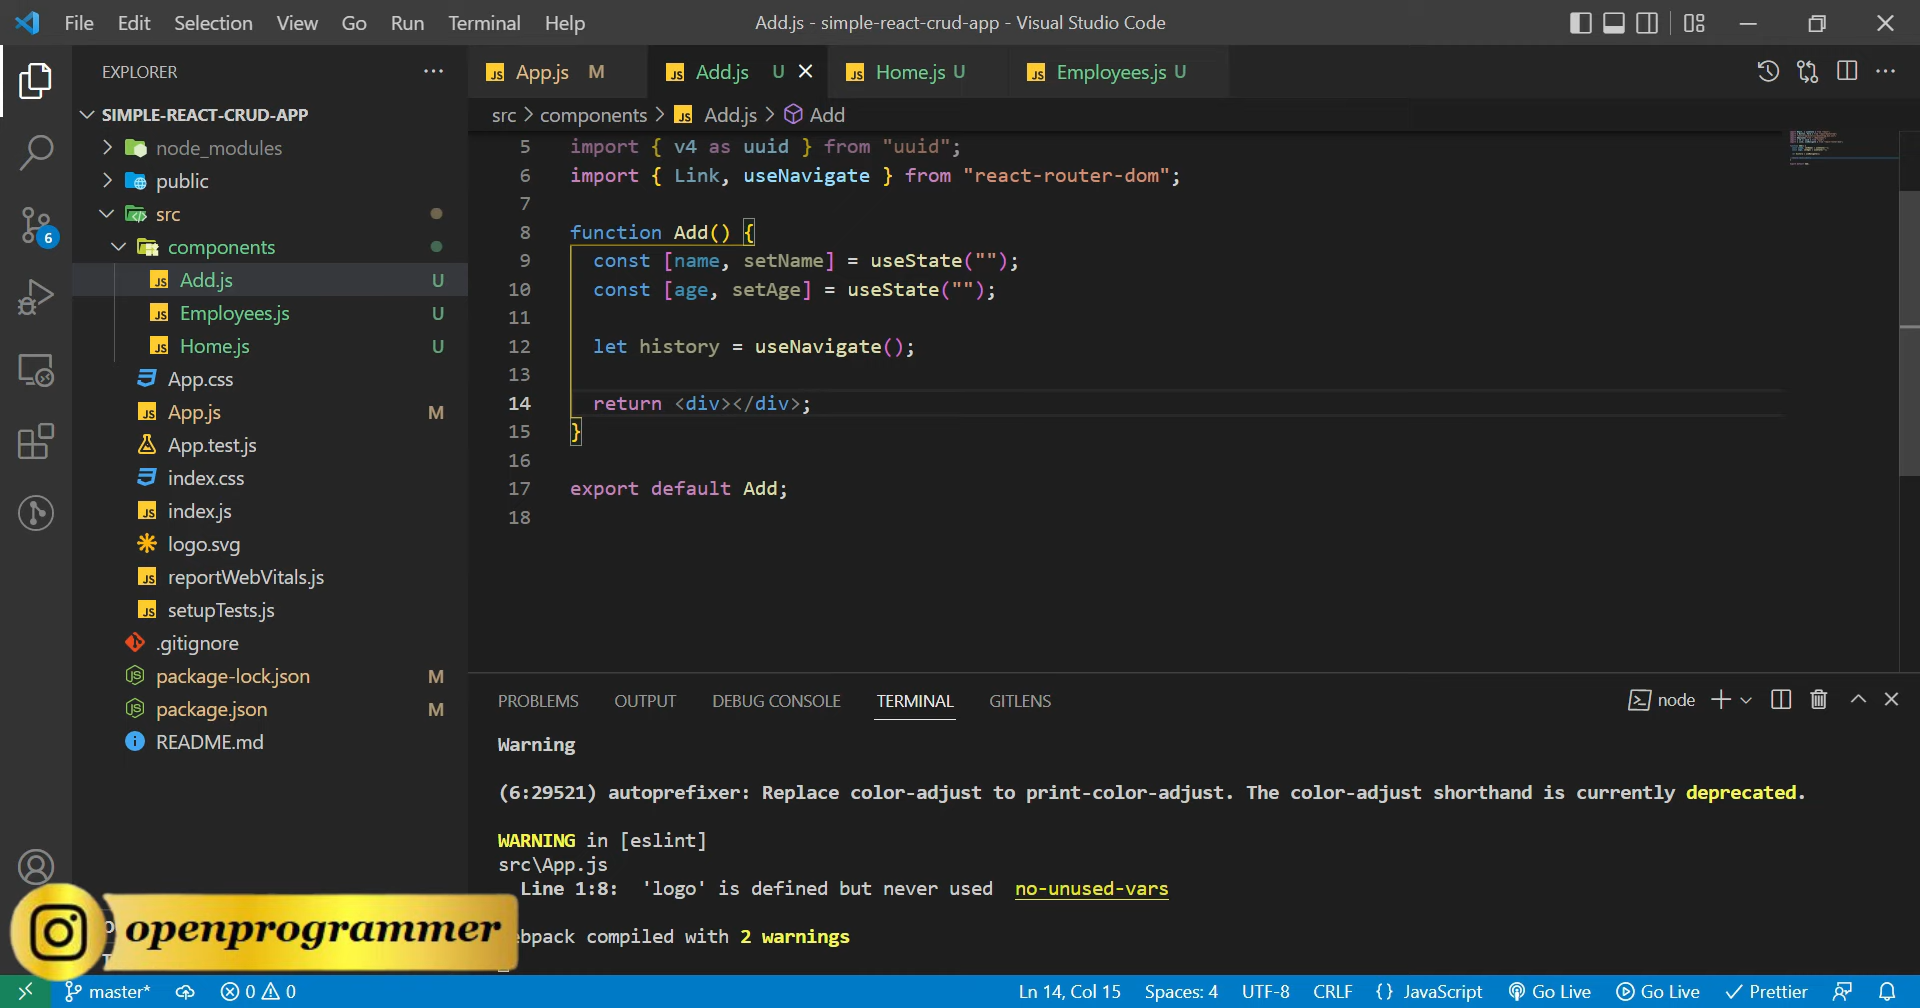 File Edit Selection View Go Run Terminal Help
Add.js - simple-react-crud-app - Visual Studio Code
EXPLORER
SIMPLE-REACT-CRUD-APP
node_modules
public
src
components
Add.js U
Employees.js U
Home.js U
App.css
App.js M
App.test.js
index.css
index.js
logo.svg
reportWebVitals.js
setupTests.js
.gitignore
package-lock.json M
package.json M
README.md
6
App.js M Add.js U Home.js U Employees.js U
src > components > Add.js > Add
5 import { v4 as uuid } from "uuid";
6 import { Link, useNavigate } from "react-router-dom";
7
8 function Add() {
9 const [name, setName] = useState("");
10 const [age, setAge] = useState("");
11
12 let history = useNavigate();
13
14 return <div></div>;
15 }
16
17 export default Add;
18
PROBLEMS OUTPUT DEBUG CONSOLE TERMINAL GITLENS
node
Warning
(6:29521) autoprefixer: Replace color-adjust to print-color-adjust. The color-adjust shorthand is currently deprecated.
WARNING in [eslint]
src\App.js
Line 1:8: 'logo' is defined but never used no-unused-vars
ebpack compiled with 2 warnings
openprogrammer
master* 0 0
Ln 14, Col 15 Spaces: 4 UTF-8 CRLF {} JavaScript Go Live Go Live Prettier